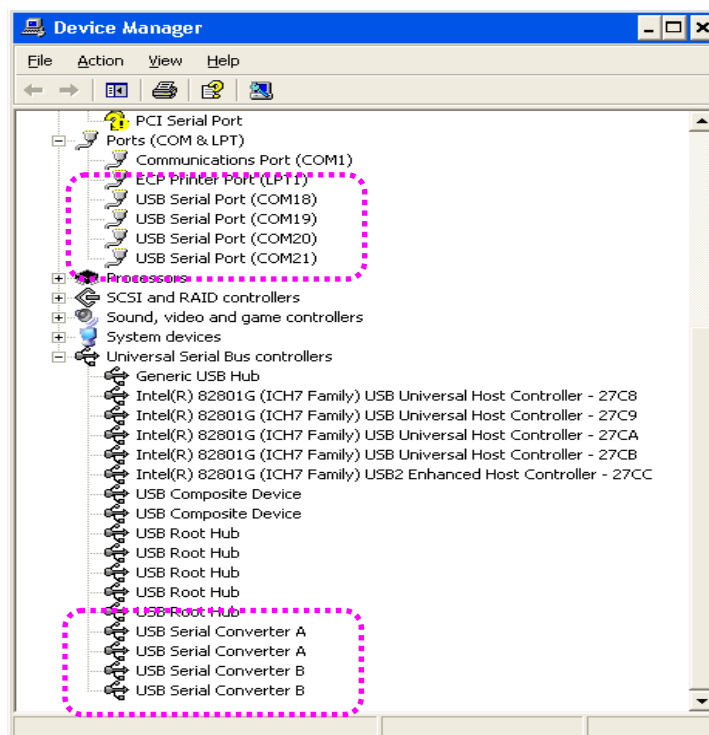 Device Manager
File Action View Help
PCI Serial Port
Ports (COM & LPT)
Communications Port (COM1)
ECP Printer Port (LPT1)
USB Serial Port (COM18)
USB Serial Port (COM19)
USB Serial Port (COM20)
USB Serial Port (COM21)
Processors
SCSI and RAID controllers
Sound, video and game controllers
System devices
Universal Serial Bus controllers
Generic USB Hub
Intel(R) 82801G (ICH7 Family) USB Universal Host Controller - 27C8
Intel(R) 82801G (ICH7 Family) USB Universal Host Controller - 27C9
Intel(R) 82801G (ICH7 Family) USB Universal Host Controller - 27CA
Intel(R) 82801G (ICH7 Family) USB Universal Host Controller - 27CB
Intel(R) 82801G (ICH7 Family) USB2 Enhanced Host Controller - 27CC
USB Composite Device
USB Composite Device
USB Root Hub
USB Root Hub
USB Root Hub
USB Root Hub
USB Root Hub
USB Serial Converter A
USB Serial Converter A
USB Serial Converter B
USB Serial Converter B